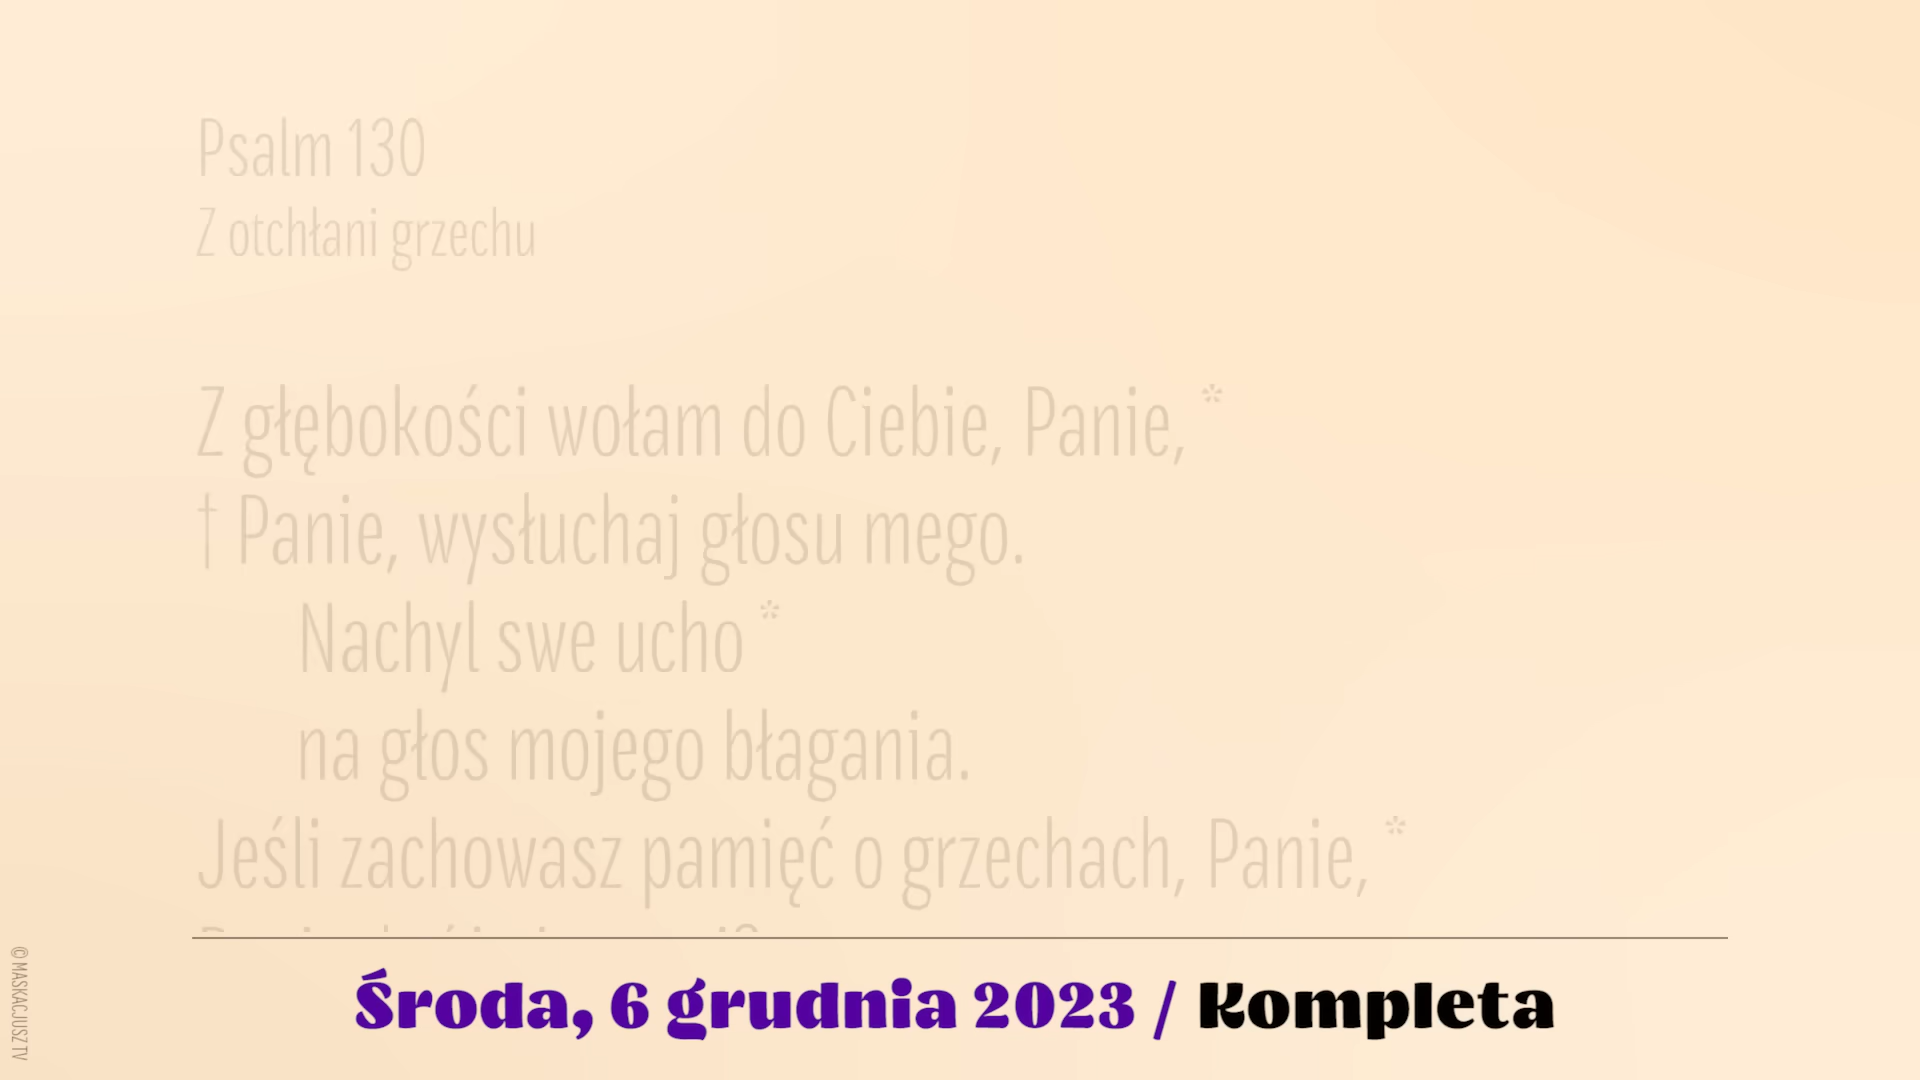 Psalm 130
Z otchłani grzechu
Z głębokości wołam do Ciebie, Panie, *
† Panie, wysłuchaj głosu mego.
Nachyl swe ucho *
na głos mojego błagania.
Jeśli zachowasz pamięć o grzechach, Panie, *
Środa, 6 grudnia 2023 / Kompleta
© MASKACJUSZ TV